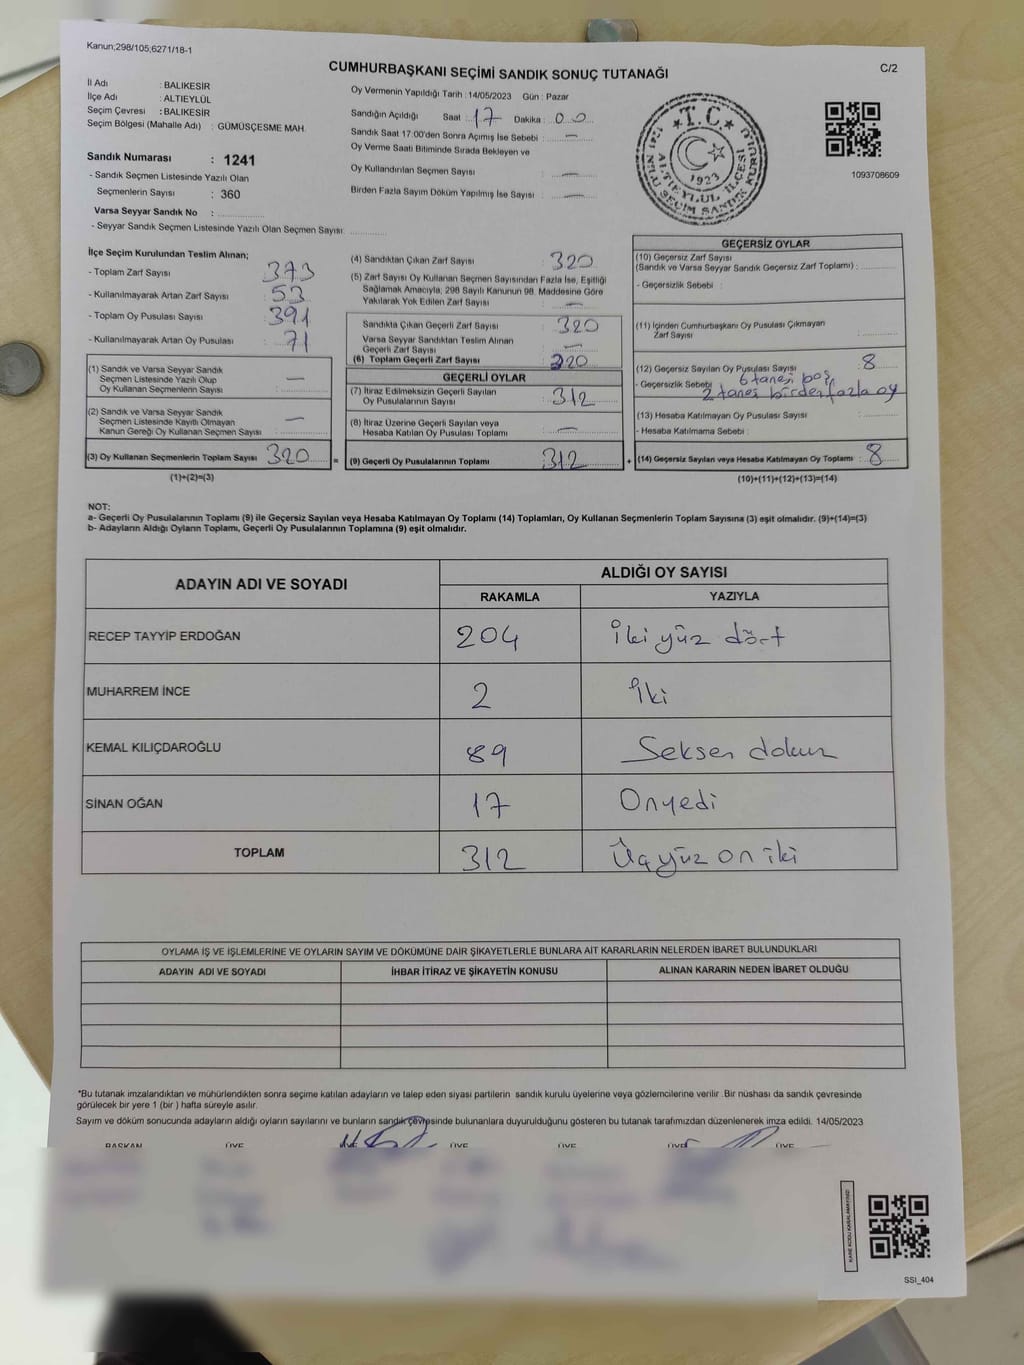 Kanun;298/105;6271/18-1
CUMHURBAŞKANI SEÇİMİ SANDIK SONUÇ TUTANAĞI
C/2
İl Adı : BALIKESİR
İlçe Adı : ALTIEYLÜL
Seçim Çevresi : BALIKESİR
Seçim Bölgesi (Mahalle Adı) : GÜMÜŞÇEŞME MAH.
Sandık Numarası : 1241
- Sandık Seçmen Listesinde Yazılı Olan
Seçmenlerin Sayısı : 360
Varsa Seyyar Sandık No :
- Seyyar Sandık Seçmen Listesinde Yazılı Olan Seçmen Sayısı:
Oy Vermenin Yapıldığı Tarih : 14/05/2023 Gün : Pazar
Sandığın Açıldığı Saat : 17 Dakika : 00
Sandık Saat 17:00'den Sonra Açımış İse Sebebi : —
Oy Verme Saati Bitiminde Sırada Bekleyen ve
Oy Kullandırılan Seçmen Sayısı : —
Birden Fazla Sayım Döküm Yapılmış İse Sayısı : —
T.C.
1923
1241 NOLU SEÇİM SANDIK KURULU
ALTIEYLÜL İLÇESİ
1093708609
İlçe Seçim Kurulundan Teslim Alınan;
- Toplam Zarf Sayısı 373
- Kullanılmayarak Artan Zarf Sayısı 53
- Toplam Oy Pusulası Sayısı 391
- Kullanılmayarak Artan Oy Pusulası 71
(1) Sandık ve Varsa Seyyar Sandık
Seçmen Listesinde Yazılı Olup
Oy Kullanan Seçmenlerin Sayısı —
(2) Sandık ve Varsa Seyyar Sandık
Seçmen Listesinde Kayıtlı Olmayan
Kanun Gereği Oy Kullanan Seçmen Sayısı —
(3) Oy Kullanan Seçmenlerin Toplam Sayısı 320
(1)+(2)=(3)
(4) Sandıktan Çıkan Zarf Sayısı : 320
(5) Zarf Sayısı Oy Kullanan Seçmen Sayısından Fazla İse, Eşitliği
Sağlamak Amacıyla; 298 Sayılı Kanunun 98. Maddesine Göre
Yakılarak Yok Edilen Zarf Sayısı : —
Sandıkta Çıkan Geçerli Zarf Sayısı : 320
Varsa Seyyar Sandıktan Teslim Alınan
Geçerli Zarf Sayısı : —
(6) Toplam Geçerli Zarf Sayısı : 320
GEÇERLİ OYLAR
(7) İtiraz Edilmeksizin Geçerli Sayılan
Oy Pusulalarının Sayısı : 312
(8) İtiraz Üzerine Geçerli Sayılan veya
Hesaba Katılan Oy Pusulası Toplamı : —
= (9) Geçerli Oy Pusulalarının Toplamı 312 +
GEÇERSİZ OYLAR
(10) Geçersiz Zarf Sayısı
(Sandık ve Varsa Seyyar Sandık Geçersiz Zarf Toplamı) :
- Geçersizlik Sebebi :
(11) İçinden Cumhurbaşkanı Oy Pusulası Çıkmayan
Zarf Sayısı :
(12) Geçersiz Sayılan Oy Pusulası Sayısı : 8
- Geçersizlik Sebebi 6 tanesi boş
2 tanesi birden fazla oy
(13) Hesaba Katılmayan Oy Pusulası Sayısı :
- Hesaba Katılmama Sebebi :
(14) Geçersiz Sayılan veya Hesaba Katılmayan Oy Toplamı : 8
(10)+(11)+(12)+(13)=(14)
NOT:
a- Geçerli Oy Pusulalarının Toplamı (9) ile Geçersiz Sayılan veya Hesaba Katılmayan Oy Toplamı (14) Toplamları, Oy Kullanan Seçmenlerin Toplam Sayısına (3) eşit olmalıdır. (9)+(14)=(3)
b- Adayların Aldığı Oyların Toplamı, Geçerli Oy Pusulalarının Toplamına (9) eşit olmalıdır.
ADAYIN ADI VE SOYADI
ALDIĞI OY SAYISI
RAKAMLA YAZIYLA
RECEP TAYYİP ERDOĞAN 204 İki yüz dört
MUHARREM İNCE 2 İki
KEMAL KILIÇDAROĞLU 89 Seksen dokuz
SİNAN OĞAN 17 Onyedi
TOPLAM 312 Üçyüz on iki
OYLAMA İŞ VE İŞLEMLERİNE VE OYLARIN SAYIM VE DÖKÜMÜNE DAİR ŞİKAYETLERLE BUNLARA AİT KARARLARIN NELERDEN İBARET BULUNDUKLARI
ADAYIN ADI VE SOYADI İHBAR İTİRAZ VE ŞİKAYETİN KONUSU ALINAN KARARIN NEDEN İBARET OLDUĞU
*Bu tutanak imzalandıktan ve mühürlendikten sonra seçime katılan adayların ve talep eden siyasi partilerin sandık kurulu üyelerine veya gözlemcilerine verilir. Bir nüshası da sandık çevresinde
görülecek bir yere 1 (bir ) hafta süreyle asılır.
Sayım ve döküm sonucunda adayların aldığı oyların sayılarını ve bunların sandık çevresinde bulunanlara duyurulduğunu gösteren bu tutanak tarafımızdan düzenlenerek imza edildi. 14/05/2023
BAŞKAN ÜYE ÜYE ÜYE ÜYE ÜYE ÜYE
KARE KODU KARALAMAYINIZ!
SSI_404